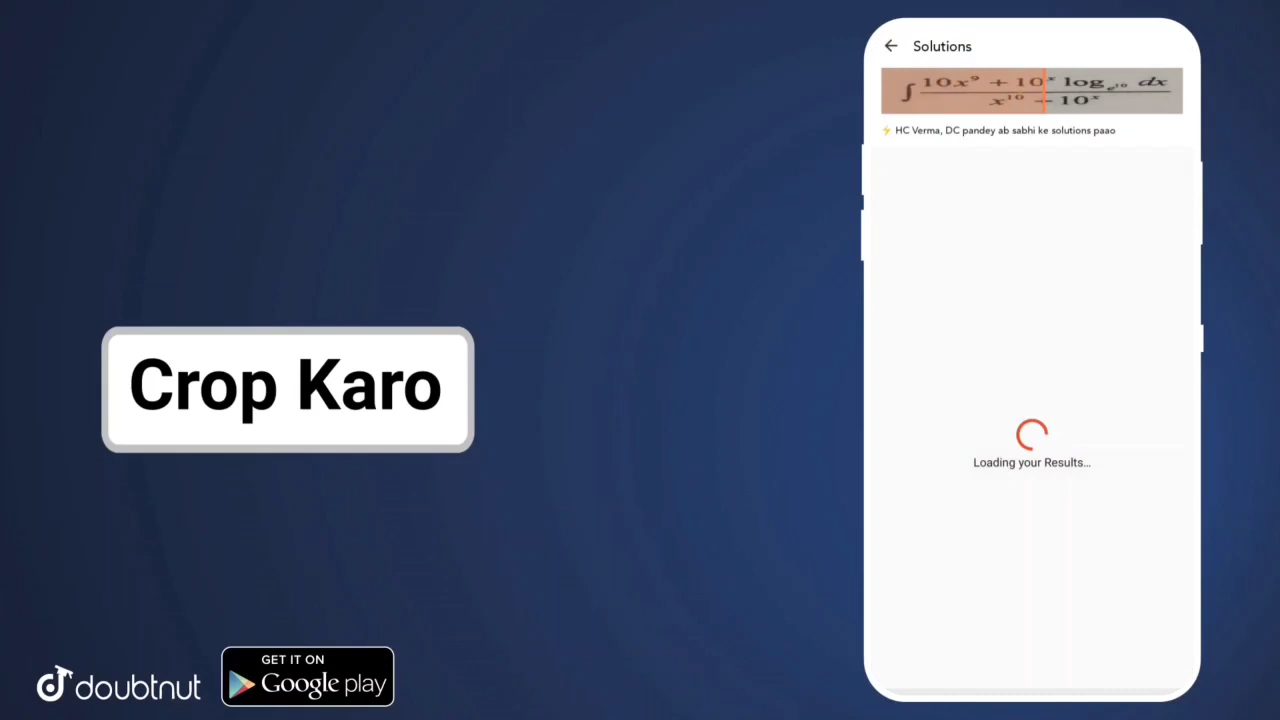 Solutions
∫ 10x⁹ + 10ˣ logₑ¹⁰ dx
x¹⁰ + 10ˣ
⚡ HC Verma, DC pandey ab sabhi ke solutions paao
Crop Karo
Loading your Results...
doubtnut
GET IT ON
Google play